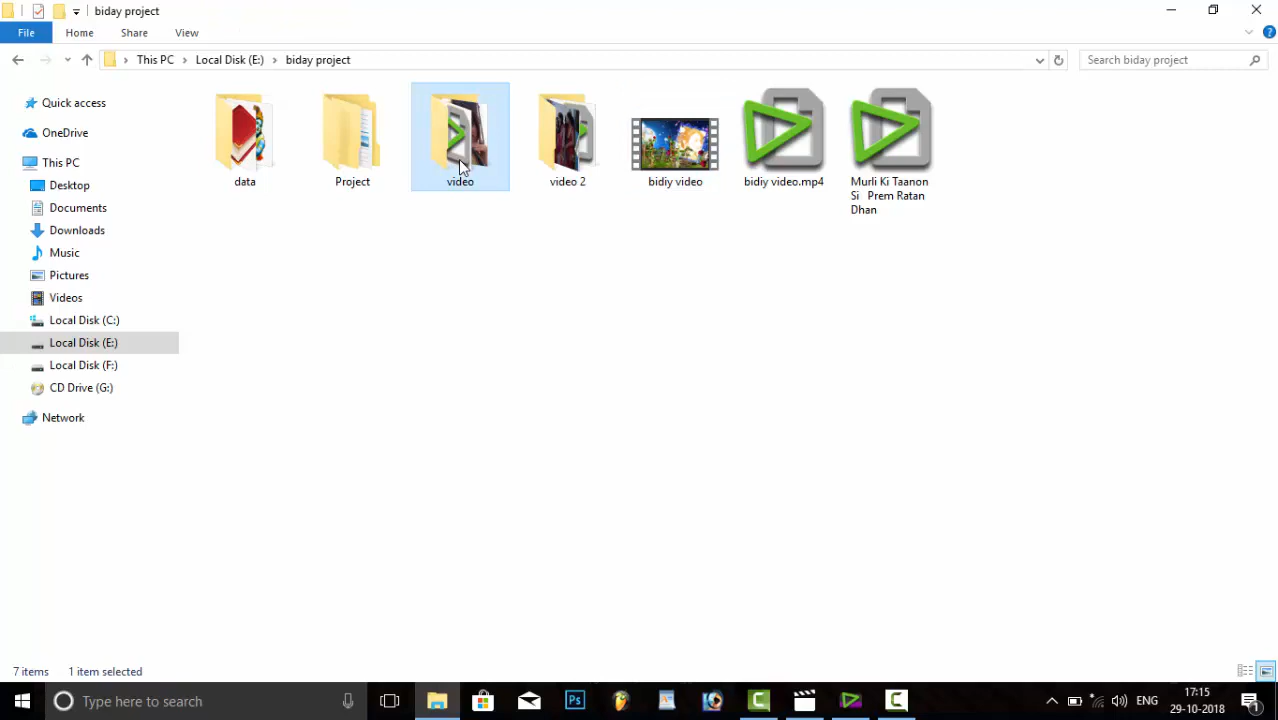 biday project
File Home Share View
This PC Local Disk (E:) biday project
Search biday project
Quick access
OneDrive
This PC
Desktop
Documents
Downloads
Music
Pictures
Videos
Local Disk (C:)
Local Disk (E:)
Local Disk (F:)
CD Drive (G:)
Network
data
Project
video
video 2
bidiy video
bidiy video.mp4
Murli Ki Taanon
Si Prem Ratan
Dhan
7 items 1 item selected
Type here to search
Ps
ENG
17:15
29-10-2018
1